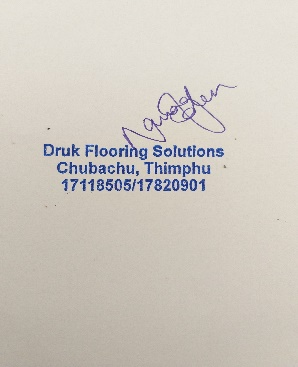 Druk Flooring Solutions
Chubachu, Thimphu
17118505/17820901